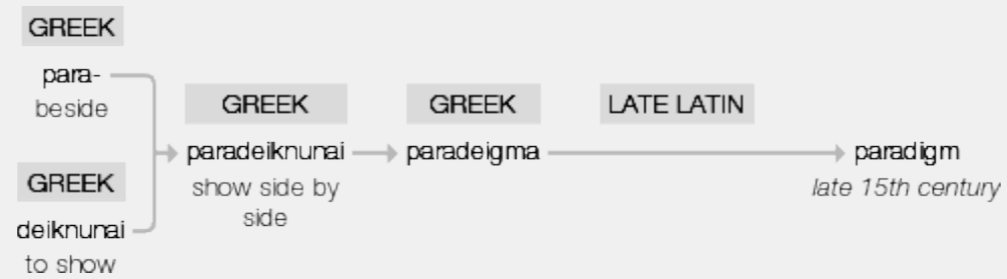 GREEK
para-
beside
GREEK
deiknunai
to show
GREEK
paradeiknunai
show side by
side
GREEK
paradeigma
LATE LATIN
paradigm
late 15th century